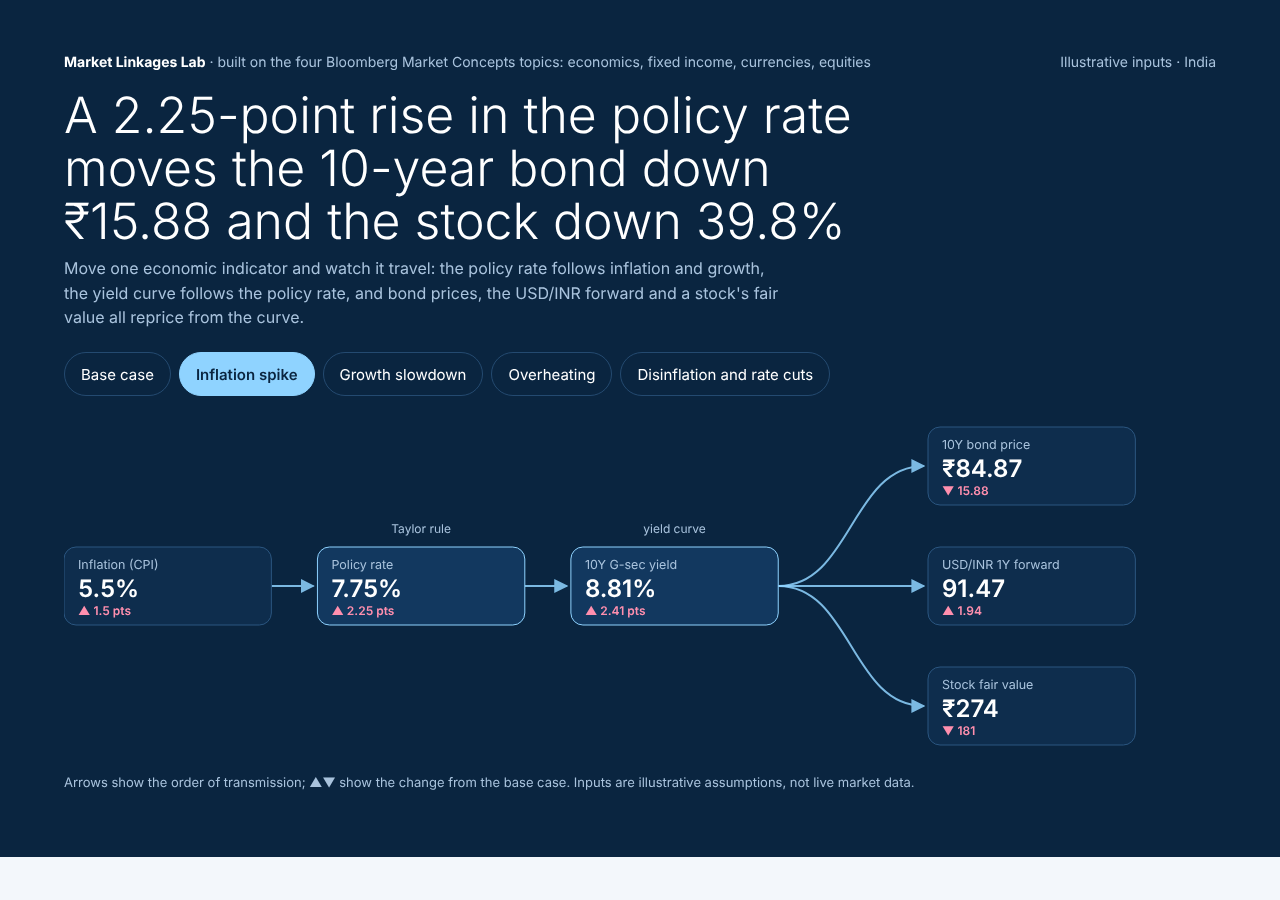 Market Linkages Lab · built on the four Bloomberg Market Concepts topics: economics, fixed income, currencies, equities
Illustrative inputs · India
A 2.25-point rise in the policy rate
moves the 10-year bond down
₹15.88 and the stock down 39.8%
Move one economic indicator and watch it travel: the policy rate follows inflation and growth,
the yield curve follows the policy rate, and bond prices, the USD/INR forward and a stock's fair
value all reprice from the curve.
Base case
Inflation spike
Growth slowdown
Overheating
Disinflation and rate cuts
10Y bond price
₹84.87
▼ 15.88
Taylor rule
yield curve
Inflation (CPI)
5.5%
▲ 1.5 pts
Policy rate
7.75%
▲ 2.25 pts
10Y G-sec yield
8.81%
▲ 2.41 pts
USD/INR 1Y forward
91.47
▲ 1.94
Stock fair value
₹274
▼ 181
Arrows show the order of transmission; ▲▼ show the change from the base case. Inputs are illustrative assumptions, not live market data.